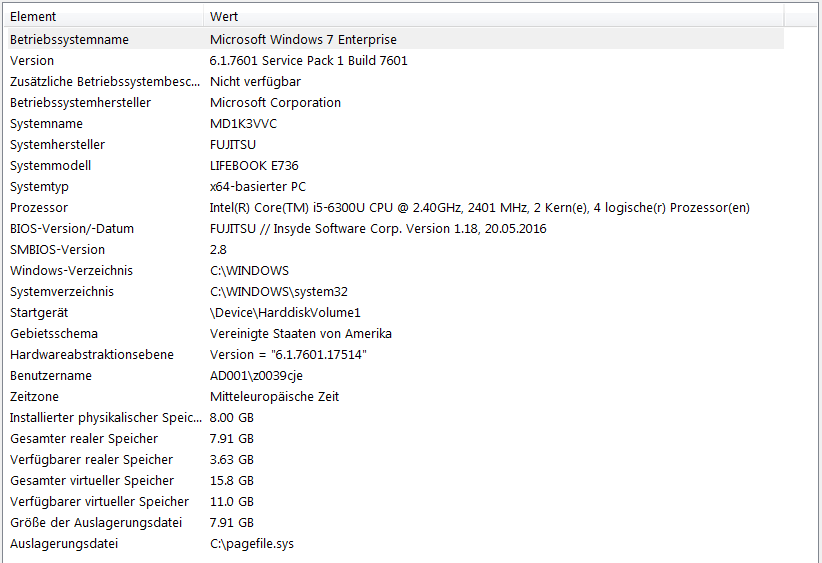 Element Wert
Betriebssystemname Microsoft Windows 7 Enterprise
Version 6.1.7601 Service Pack 1 Build 7601
Zusätzliche Betriebssystembesc... Nicht verfügbar
Betriebssystemhersteller Microsoft Corporation
Systemname MD1K3VVC
Systemhersteller FUJITSU
Systemmodell LIFEBOOK E736
Systemtyp x64-basierter PC
Prozessor Intel(R) Core(TM) i5-6300U CPU @ 2.40GHz, 2401 MHz, 2 Kern(e), 4 logische(r) Prozessor(en)
BIOS-Version/-Datum FUJITSU // Insyde Software Corp. Version 1.18, 20.05.2016
SMBIOS-Version 2.8
Windows-Verzeichnis C:\WINDOWS
Systemverzeichnis C:\WINDOWS\system32
Startgerät \Device\HarddiskVolume1
Gebietsschema Vereinigte Staaten von Amerika
Hardwareabstraktionsebene Version = "6.1.7601.17514"
Benutzername AD001\z0039cje
Zeitzone Mitteleuropäische Zeit
Installierter physikalischer Speic... 8.00 GB
Gesamter realer Speicher 7.91 GB
Verfügbarer realer Speicher 3.63 GB
Gesamter virtueller Speicher 15.8 GB
Verfügbarer virtueller Speicher 11.0 GB
Größe der Auslagerungsdatei 7.91 GB
Auslagerungsdatei C:\pagefile.sys